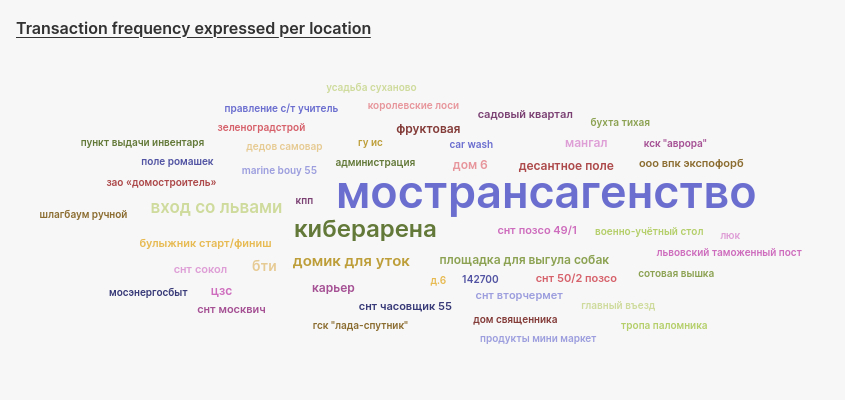 Transaction frequency expressed per location
усадьба суханово
правление с/т учитель
королевские лоси
садовый квартал
зеленоградстрой
фруктовая
бухта тихая
пункт выдачи инвентаря
дедов самовар
гу ис
car wash
мангал
кск "аврора"
поле ромашек
marine bouy 55
администрация
дом 6
десантное поле
ооо впк экспофорб
зао «домостроитель»
кпп
мострансагенство
шлагбаум ручной
вход со львами
киберарена
снт позсо 49/1
военно-учётный стол
люк
булыжник старт/финиш
львовский таможенный пост
снт сокол
бти
домик для уток
площадка для выгула собак
сотовая вышка
мосэнергосбыт
цзс
карьер
д.6
142700
снт 50/2 позсо
снт москвич
снт часовщик 55
снт вторчермет
главный въезд
гск "лада-спутник"
дом священника
тропа паломника
продукты мини маркет